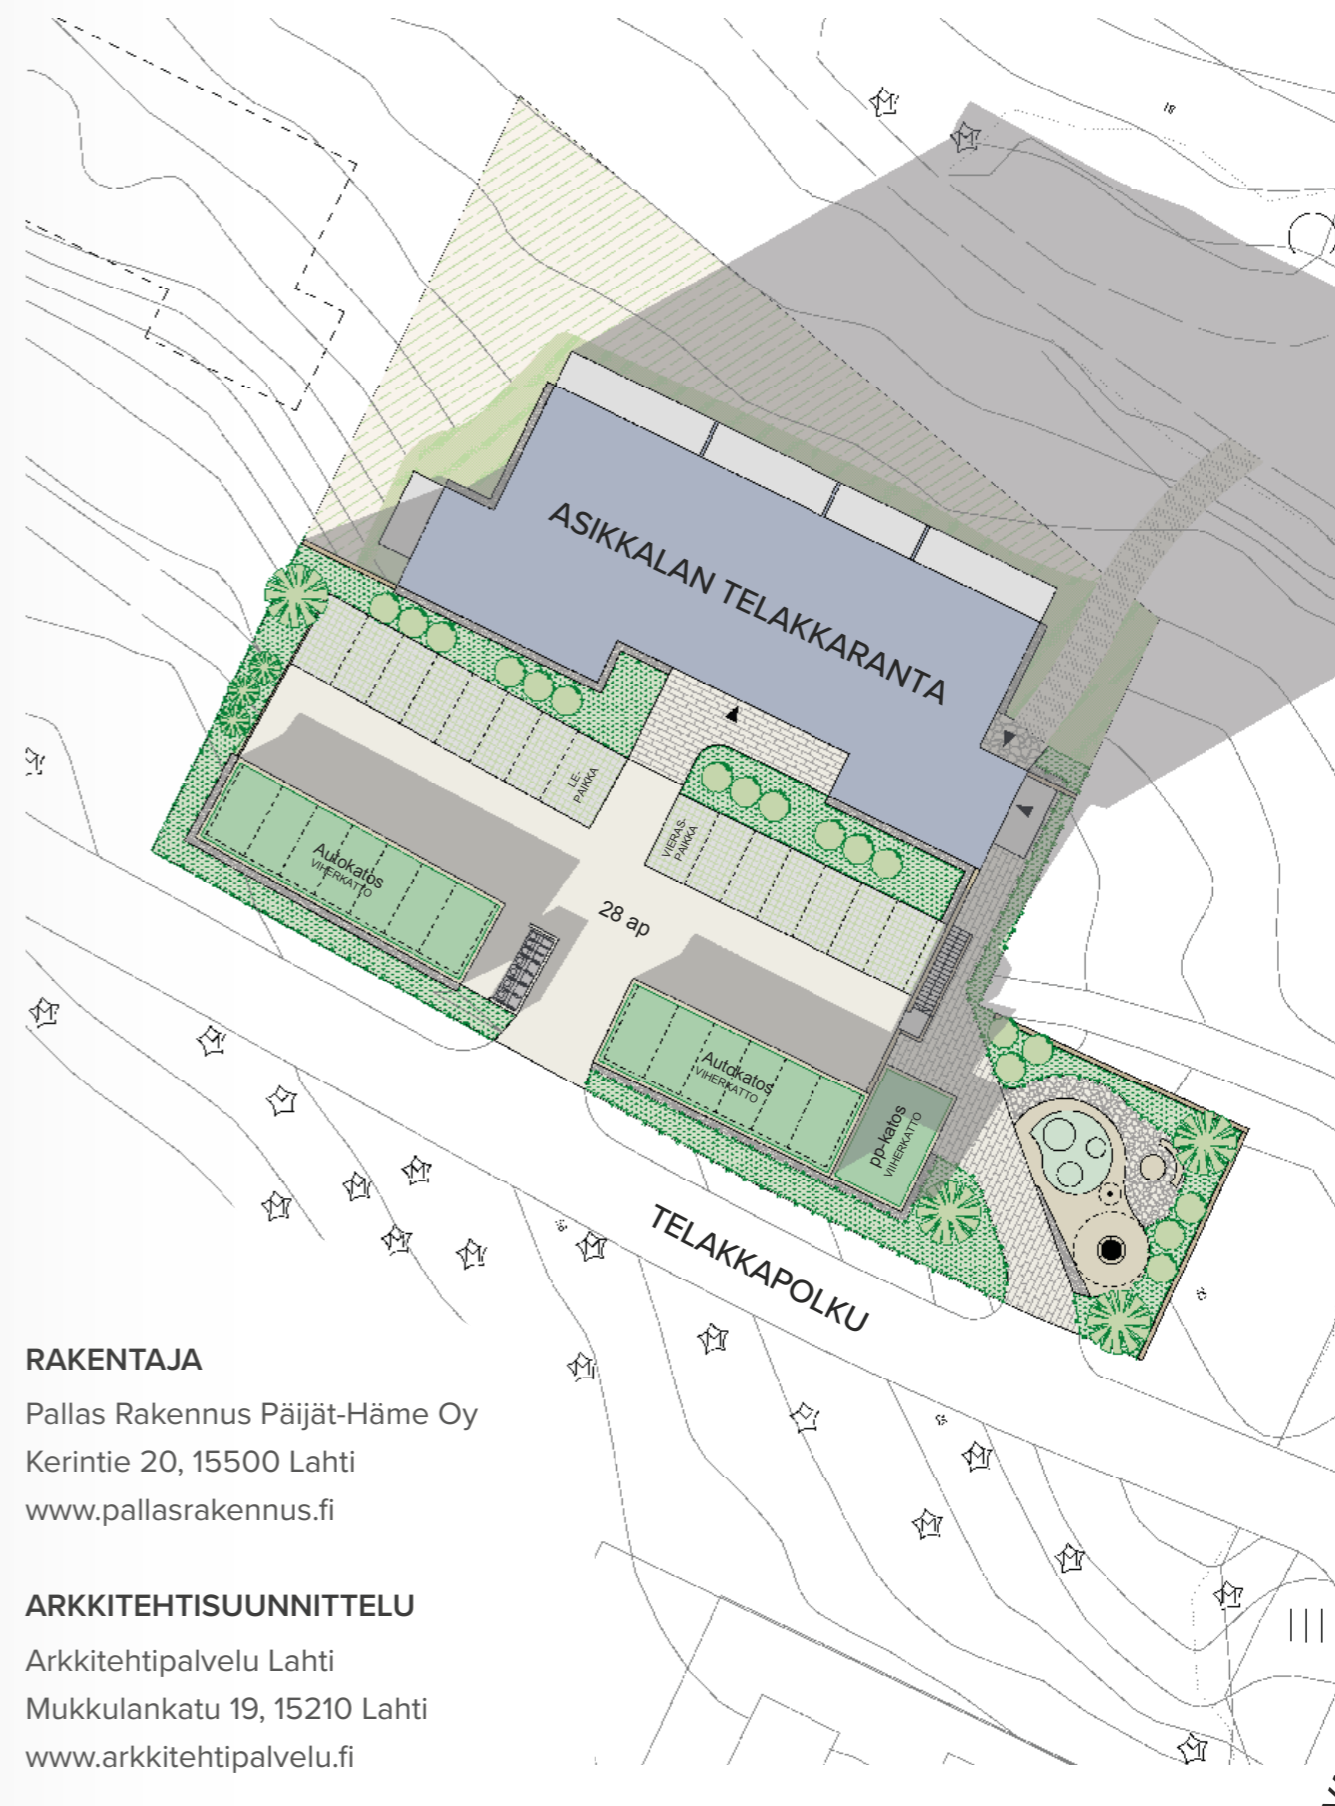 ASIKKALAN TELAKKARANTA
LE-
PAIKKA
VIERAS-
PAIKKA
Autokatos
VIHERKATTO
28 ap
Autokatos
VIHERKATTO
pp-katos
VIIHERKATTO
TELAKKAPOLKU
RAKENTAJA
Pallas Rakennus Päijät-Häme Oy
Kerintie 20, 15500 Lahti
www.pallasrakennus.fi
ARKKITEHTISUUNNITTELU
Arkkitehtipalvelu Lahti
Mukkulankatu 19, 15210 Lahti
www.arkkitehtipalvelu.fi